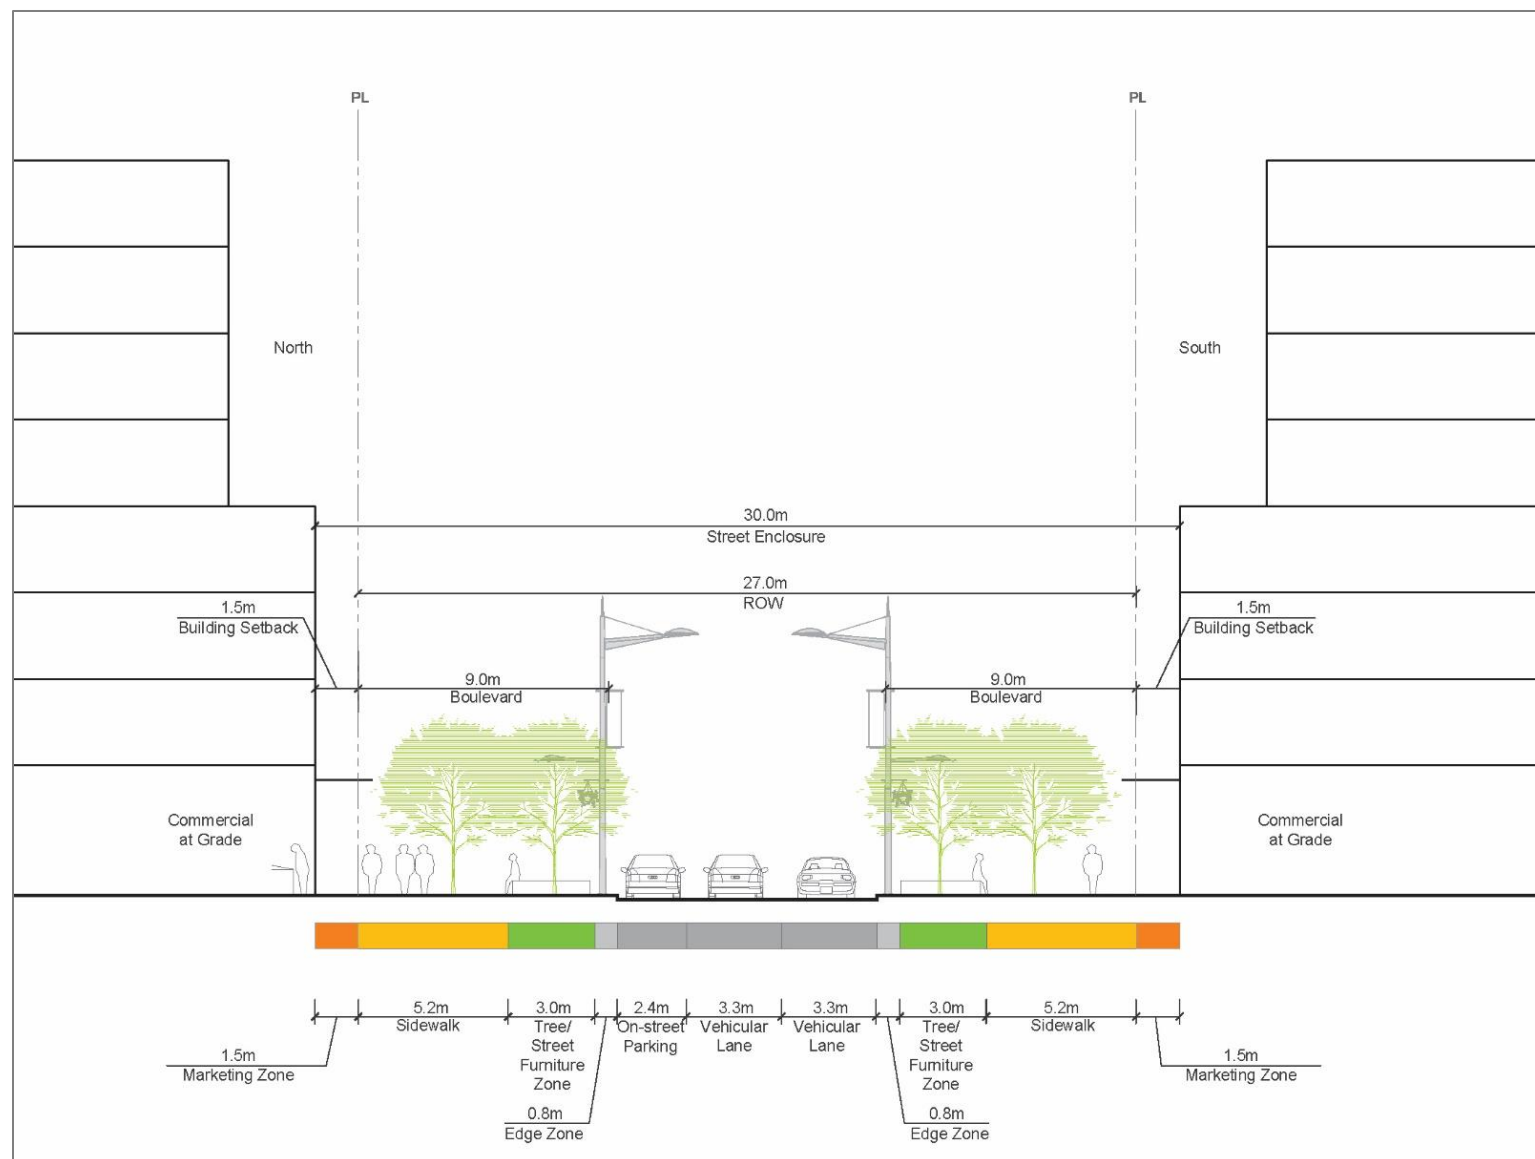 PL
PL
North
South
30.0m
Street Enclosure
27.0m
ROW
1.5m
Building Setback
1.5m
Building Setback
9.0m
Boulevard
9.0m
Boulevard
Commercial
at Grade
Commercial
at Grade
5.2m
Sidewalk
3.0m
Tree/
Street
Furniture
Zone
2.4m
On-street
Parking
3.3m
Vehicular
Lane
3.3m
Vehicular
Lane
3.0m
Tree/
Street
Furniture
Zone
5.2m
Sidewalk
1.5m
Marketing Zone
1.5m
Marketing Zone
0.8m
Edge Zone
0.8m
Edge Zone